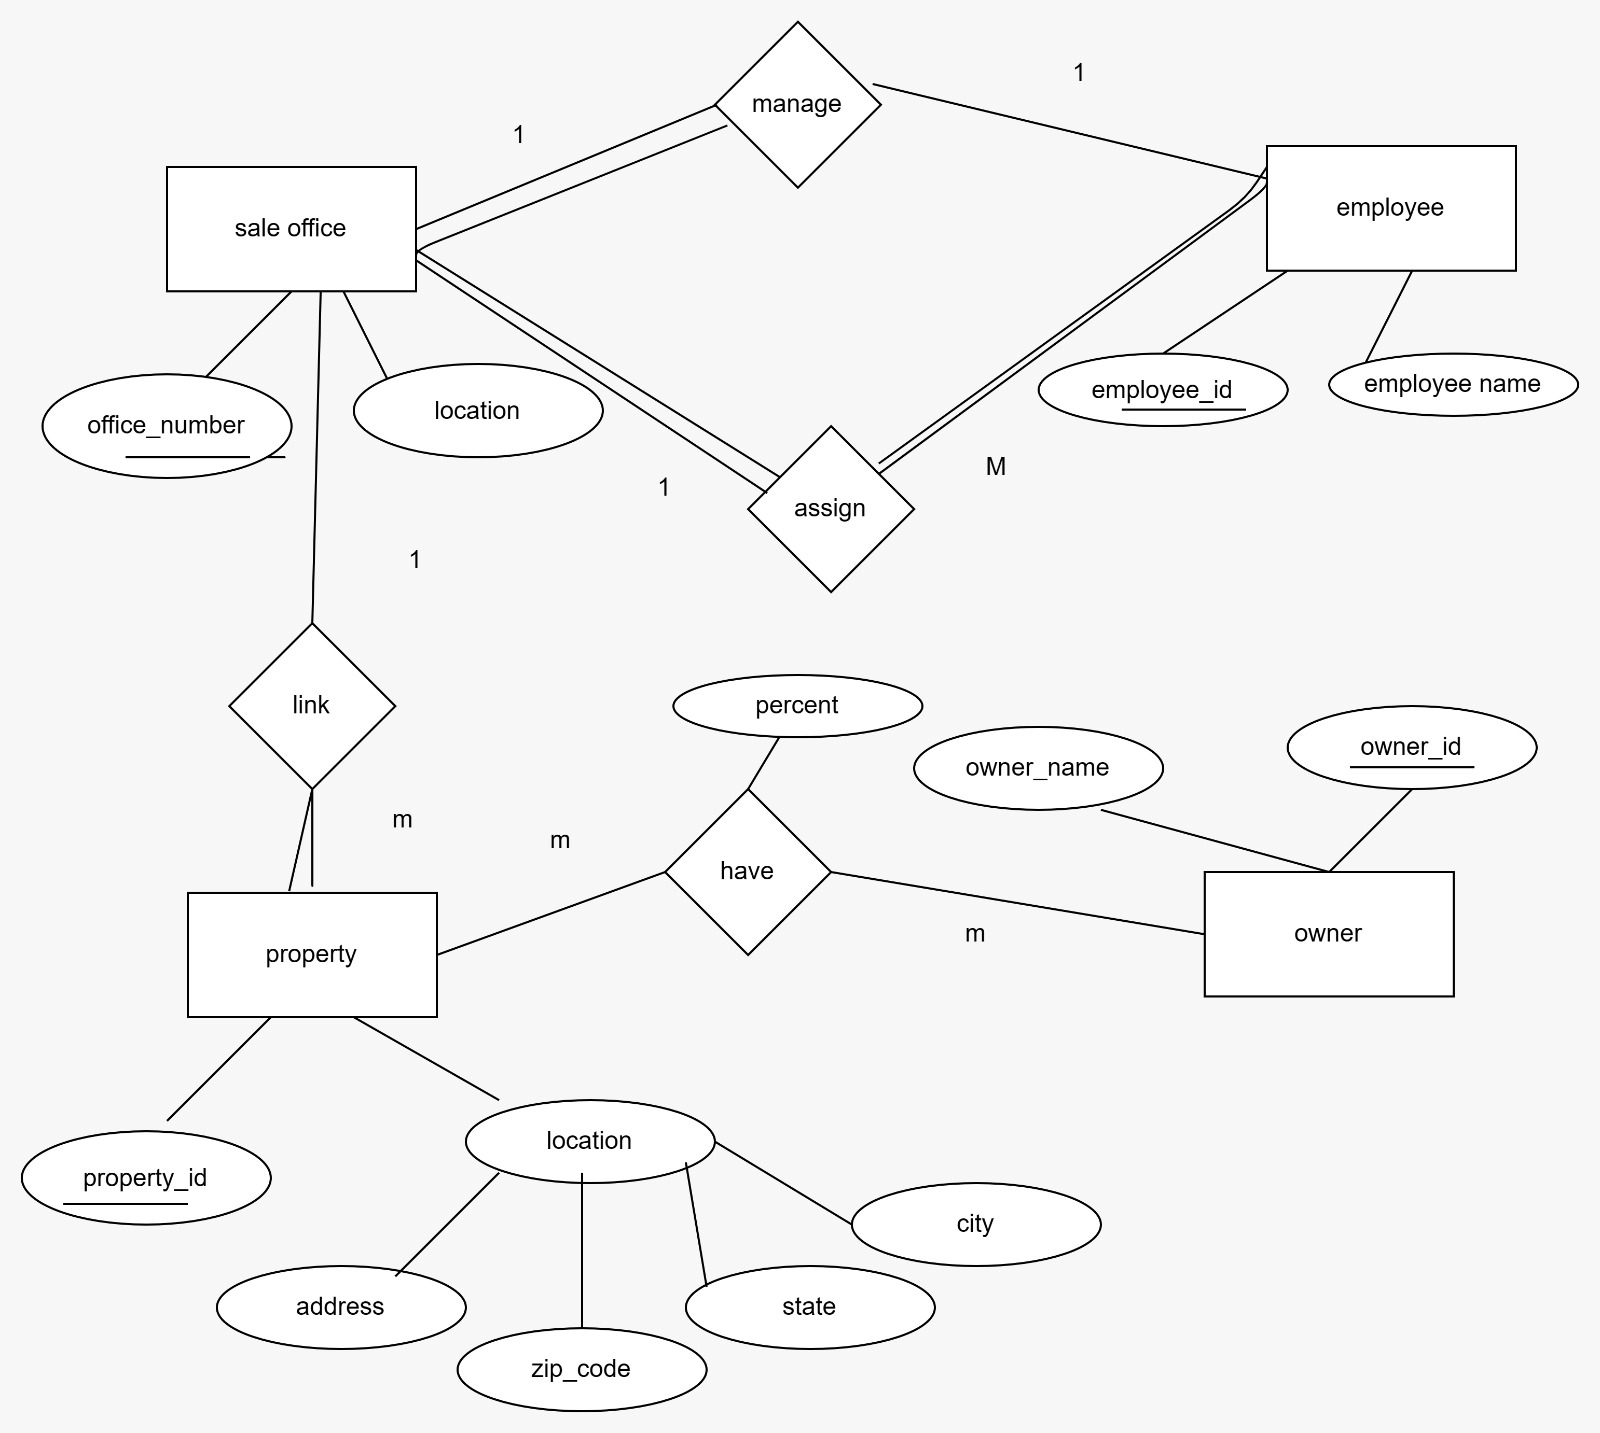 manage
1
1
sale office
employee
office_number
location
employee_id
employee name
1
M
assign
1
link
percent
owner_name
owner_id
m
m
have
m
owner
property
property_id
location
city
address
state
zip_code